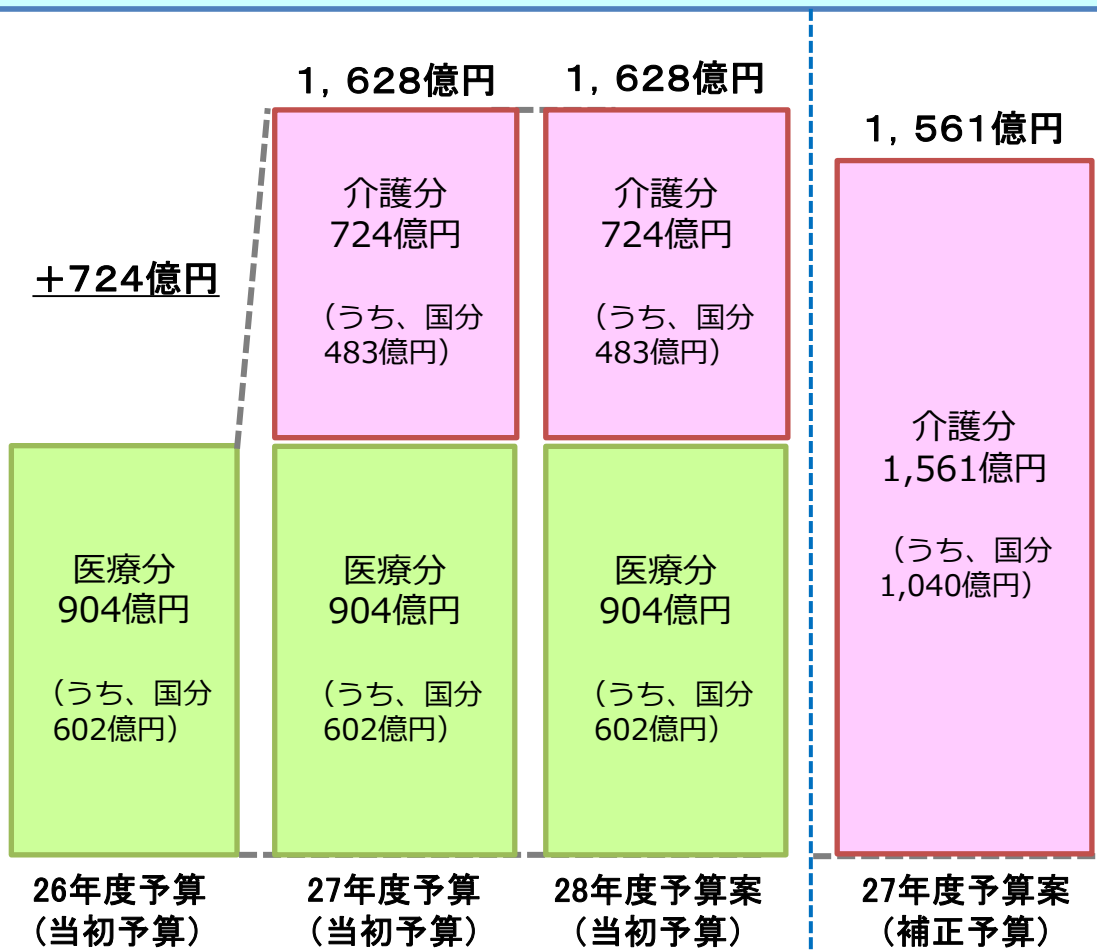 1，628億円
1，628億円
1，561億円
＋724億円
介護分
724億円
（うち、国分
483億円）
介護分
724億円
（うち、国分
483億円）
介護分
1,561億円
（うち、国分
1,040億円）
医療分
904億円
（うち、国分
602億円）
医療分
904億円
（うち、国分
602億円）
医療分
904億円
（うち、国分
602億円）
26年度予算
（当初予算）
27年度予算
（当初予算）
28年度予算案
（当初予算）
27年度予算案
（補正予算）